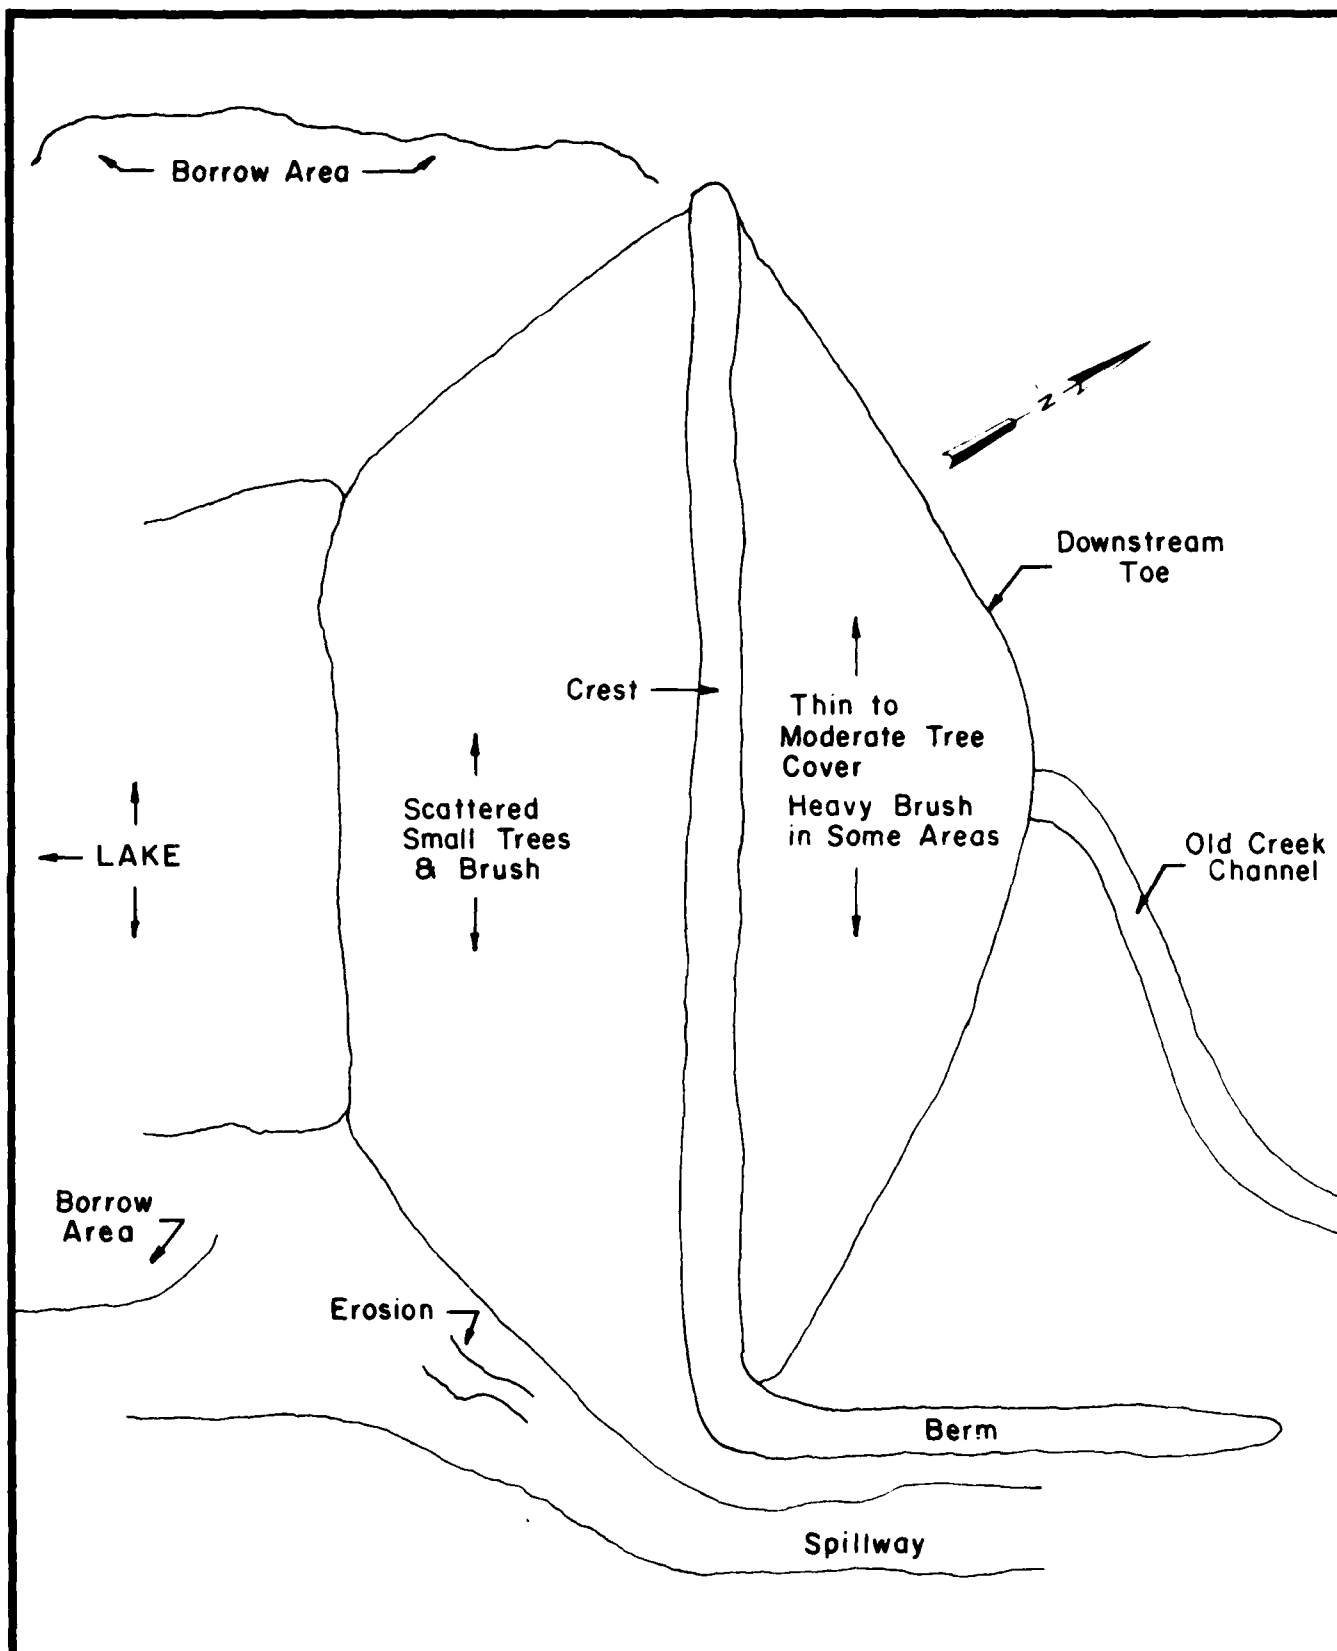 Borrow Area
N
Downstream
Toe
Crest
Thin to
Moderate Tree
Cover
Heavy Brush
in Some Areas
Scattered
Small Trees
& Brush
LAKE
Old Creek
Channel
Borrow
Area
Erosion
Berm
Spillway